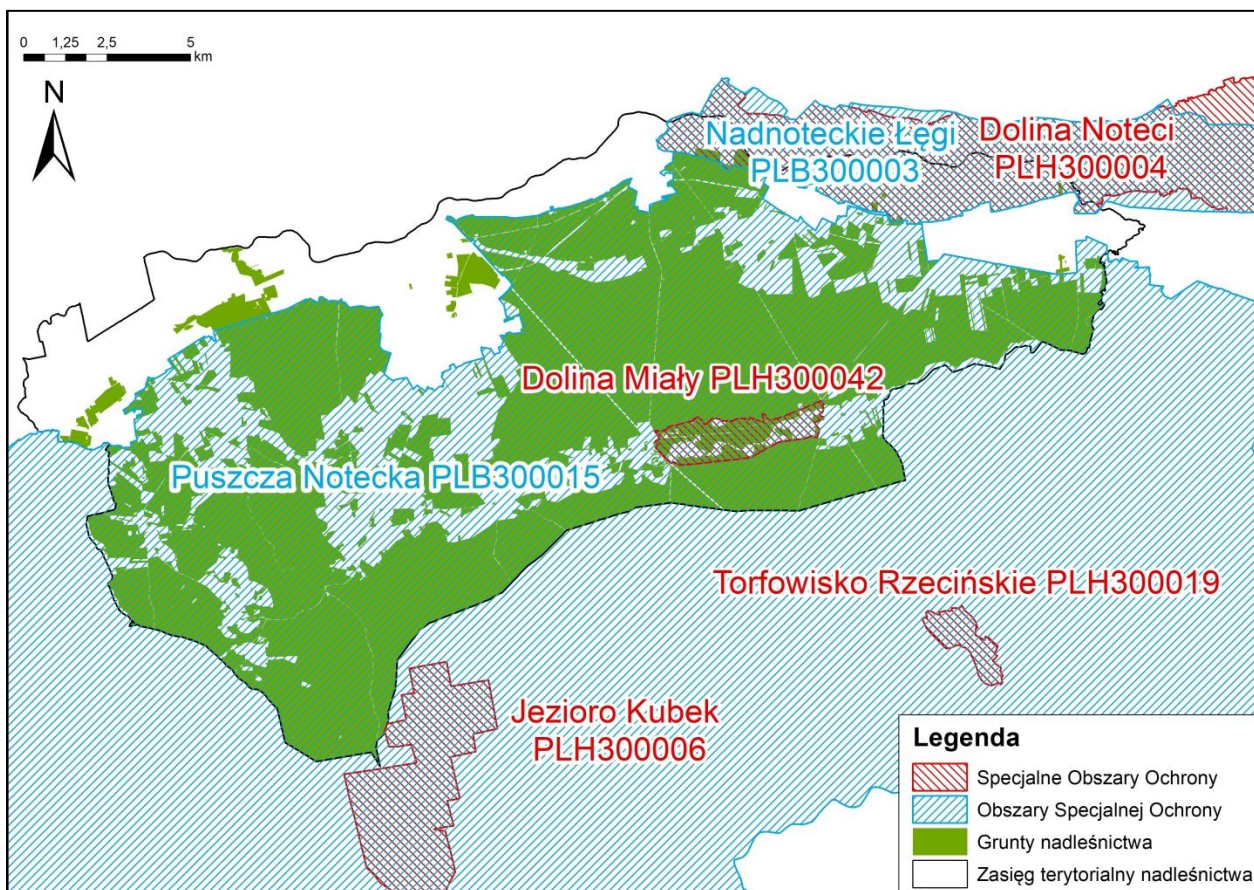 0 1,25 2,5 5
km
N
Nadnoteckie Łęgi
PLB300003
Dolina Noteci
PLH300004
Dolina Miały PLH300042
Puszcza Notecka PLB300015
Torfowisko Rzecińskie PLH300019
Jezioro Kubek
PLH300006
Legenda
Specjalne Obszary Ochrony
Obszary Specjalnej Ochrony
Grunty nadleśnictwa
Zasięg terytorialny nadleśnictwa